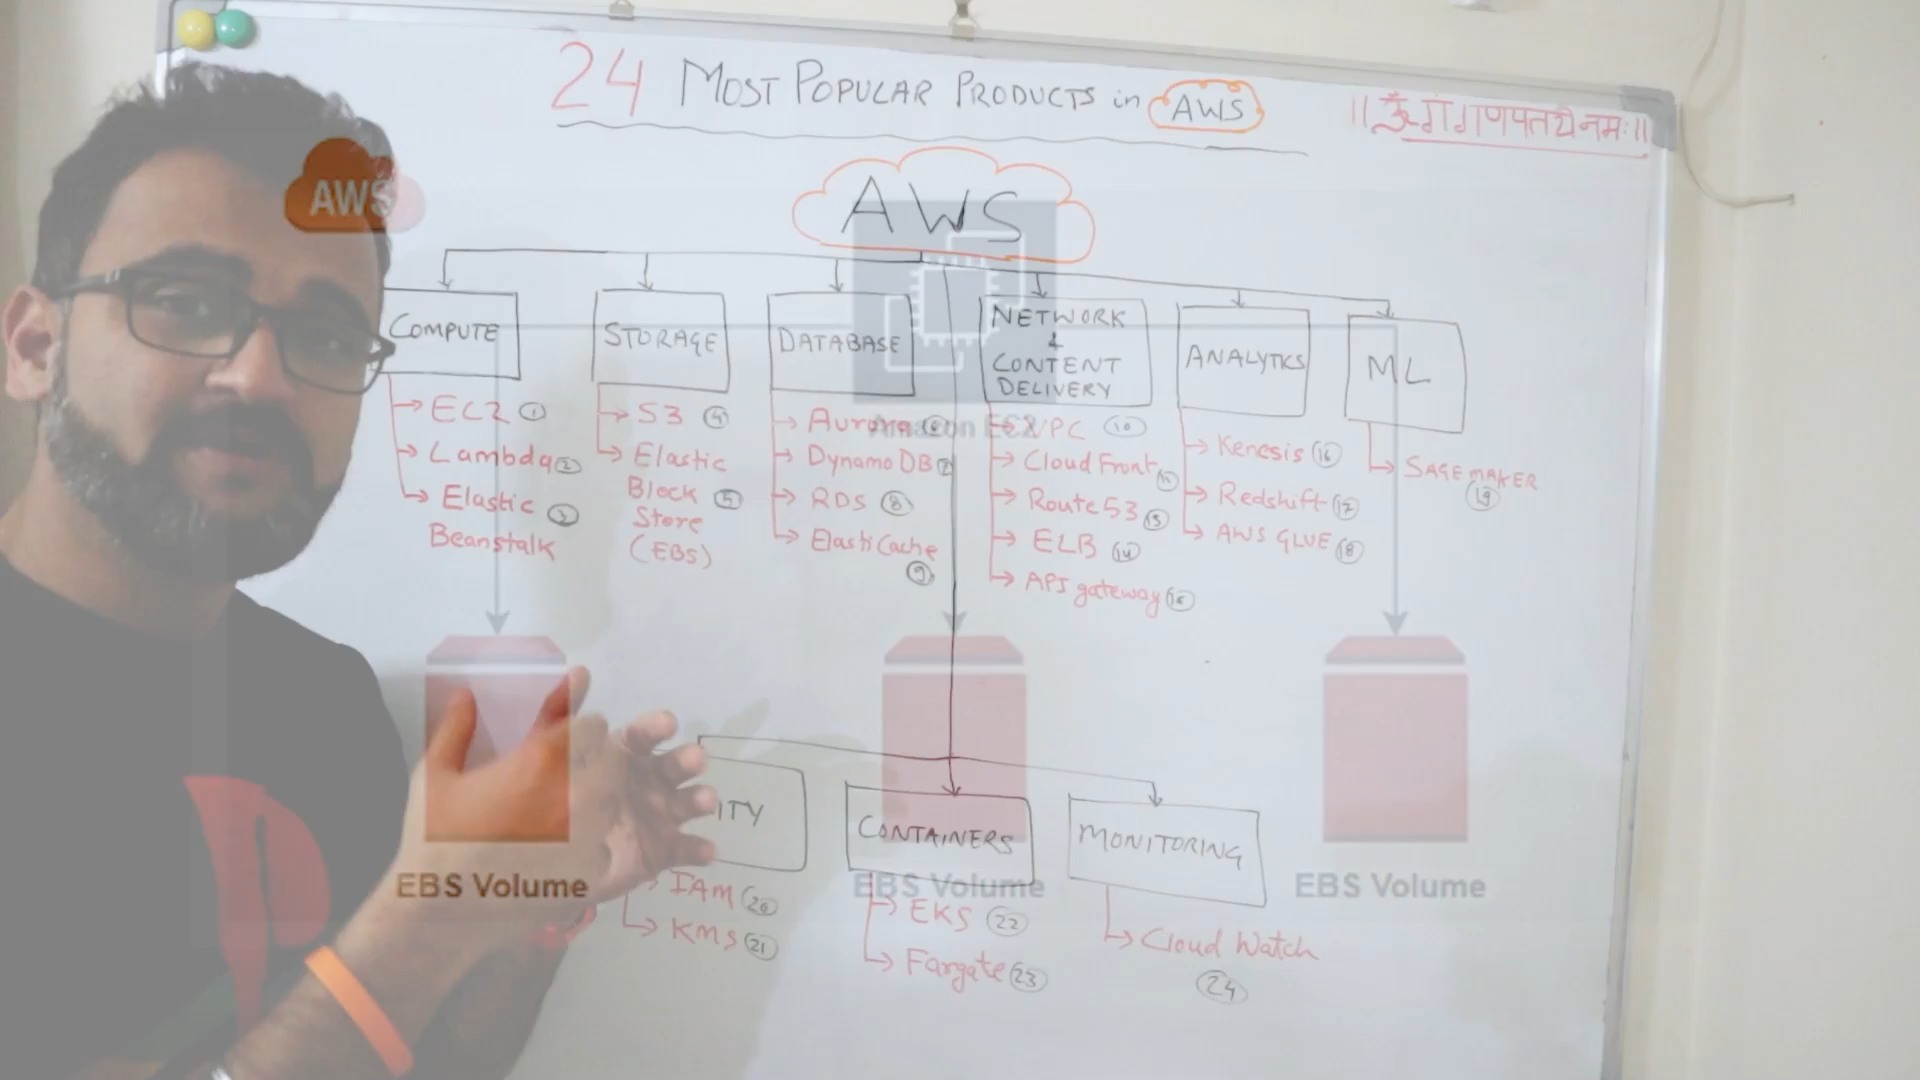 24 MOST POPULAR PRODUCTS in AWS
।। ॐ गं गणपतये नमः ।।
AWS
AWS
COMPUTE
EC2 1
Lambda 2
Elastic 3
Beanstalk
STORAGE
S3 4
Elastic
Block 5
Store
(EBS)
DATABASE
Aurora 6
Dynamo DB 7
RDS 8
ElastiCache
9
NETWORK
&
CONTENT
DELIVERY
VPC 10
Cloud Front 11
Route 53 13
ELB 14
API gateway 15
ANALYTICS
Kenesis 16
Redshift 17
AWS GLUE 18
ML
SAGEMAKER
19
Amazon EC2
ITY
IAM 20
KMS 21
CONTAINERS
EKS 22
Fargate 23
MONITORING
Cloud Watch
24
EBS Volume
EBS Volume
EBS Volume